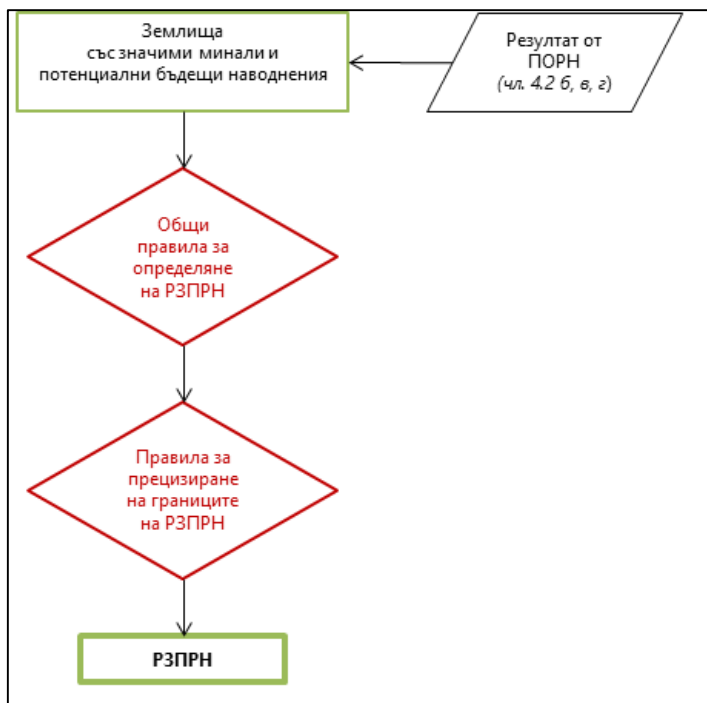 Землища
със значими минали и
потенциални бъдещи наводнения
Резултат от
ПОРН
(чл. 4.2 б, в, г)
Общи
правила за
определяне
на РЗПРН
Правила за
прецизиране
на границите
на РЗПРН
РЗПРН